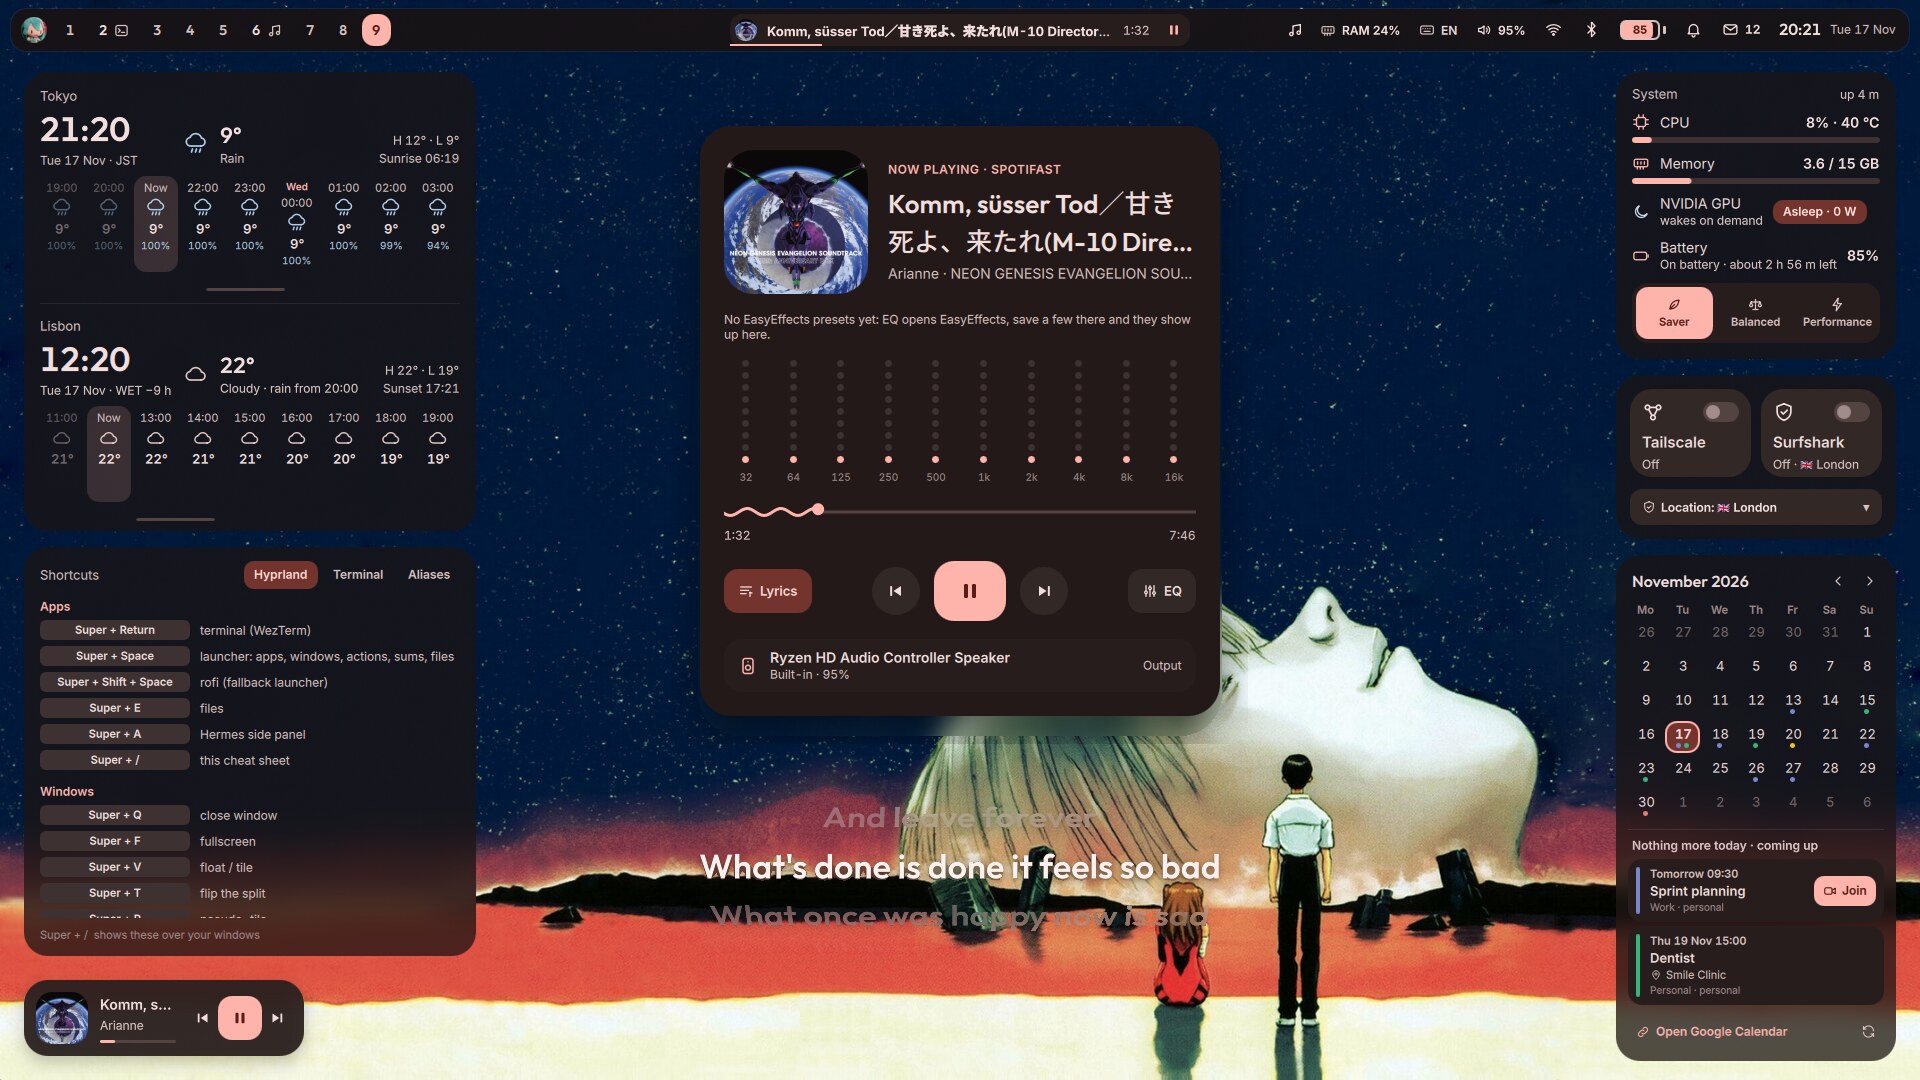 1 2 3 4 5 6 7 8 9
Komm, süsser Tod／甘き死よ、来たれ(M-10 Director... 1:32
RAM 24% EN 95% 85 12 20:21 Tue 17 Nov
Tokyo
21:20
Tue 17 Nov · JST
9°
Rain
H 12° · L 9°
Sunrise 06:19
19:00 20:00 Now 22:00 23:00 Wed 00:00 01:00 02:00 03:00
9° 9° 9° 9° 9° 9° 9° 9° 9°
100% 100% 100% 100% 100% 100% 100% 99% 94%
Lisbon
12:20
Tue 17 Nov · WET −9 h
22°
Cloudy · rain from 20:00
H 22° · L 19°
Sunset 17:21
11:00 Now 13:00 14:00 15:00 16:00 17:00 18:00 19:00
21° 22° 22° 21° 21° 20° 20° 19° 19°
Shortcuts Hyprland Terminal Aliases
Apps
Super + Return terminal (WezTerm)
Super + Space launcher: apps, windows, actions, sums, files
Super + Shift + Space rofi (fallback launcher)
Super + E files
Super + A Hermes side panel
Super + / this cheat sheet
Windows
Super + Q close window
Super + F fullscreen
Super + V float / tile
Super + T flip the split
Super + / shows these over your windows
Komm, s...
Arianne
NOW PLAYING · SPOTIFAST
Komm, süsser Tod／甘き
死よ、来たれ(M-10 Dire...
Arianne · NEON GENESIS EVANGELION SOU...
NEON GENESIS EVANGELION SOUNDTRACK
No EasyEffects presets yet: EQ opens EasyEffects, save a few there and they show
up here.
32 64 125 250 500 1k 2k 4k 8k 16k
1:32 7:46
Lyrics EQ
Ryzen HD Audio Controller Speaker
Built-in · 95%
Output
And leave forever
What's done is done it feels so bad
What once was happy now is sad
System up 4 m
CPU 8% · 40 °C
Memory 3.6 / 15 GB
NVIDIA GPU
wakes on demand
Asleep · 0 W
Battery
On battery · about 2 h 56 m left
85%
Saver Balanced Performance
Tailscale
Off
Surfshark
Off · 🇬🇧 London
Location: 🇬🇧 London
November 2026
Mo Tu We Th Fr Sa Su
26 27 28 29 30 31 1
2 3 4 5 6 7 8
9 10 11 12 13 14 15
16 17 18 19 20 21 22
23 24 25 26 27 28 29
30 1 2 3 4 5 6
Nothing more today · coming up
Tomorrow 09:30
Sprint planning
Work · personal
Join
Thu 19 Nov 15:00
Dentist
Smile Clinic
Personal · personal
Open Google Calendar